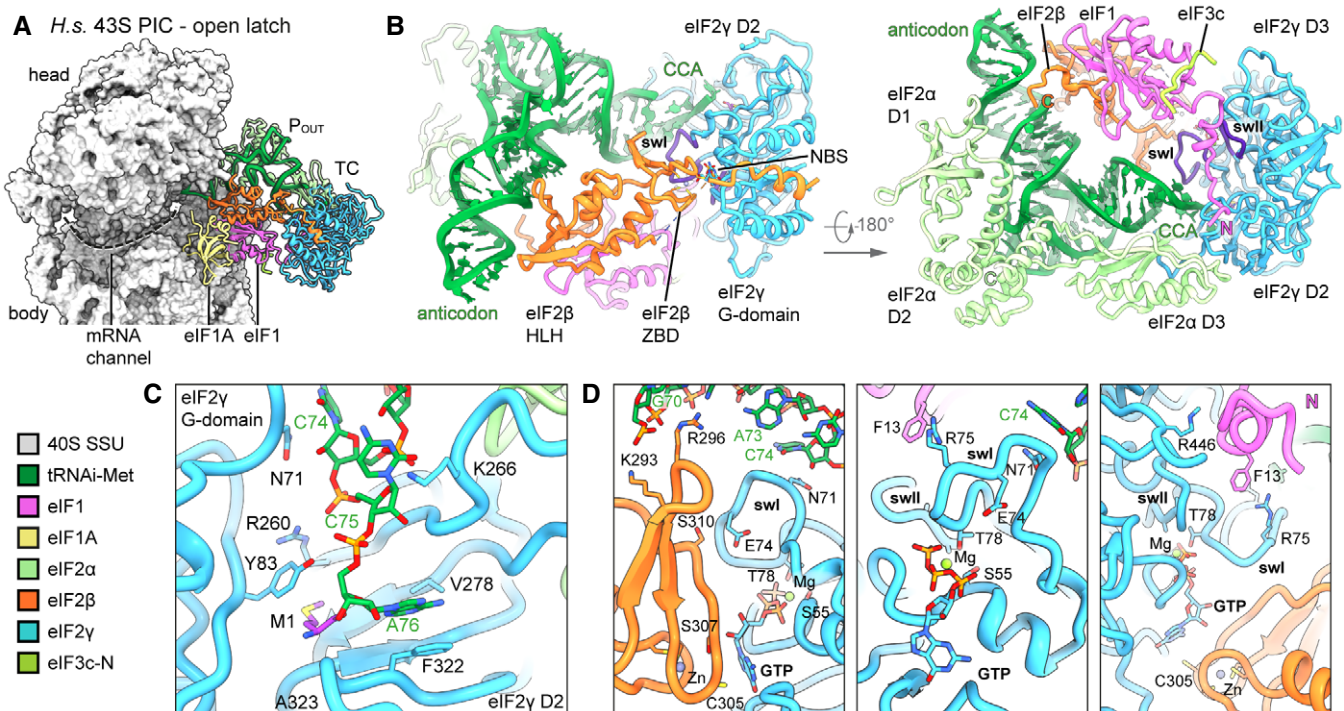 A
H.s. 43S PIC - open latch
head
POUT
TC
body
mRNA
channel
eIF1A
eIF1
B
eIF2γ D2
CCA
swI
NBS
anticodon
eIF2β
HLH
eIF2β
ZBD
eIF2γ
G-domain
-180°
anticodon
eIF2β
eIF1
eIF3c
eIF2γ D3
eIF2α
D1
C
swI
swII
CCA
N
C
eIF2α
D2
eIF2α D3
eIF2γ D2
40S SSU
tRNAi-Met
eIF1
eIF1A
eIF2α
eIF2β
eIF2γ
eIF3c-N
C
eIF2γ
G-domain
C74
N71
K266
C75
R260
Y83
V278
M1
A76
F322
A323
eIF2γ D2
D
G70
R296
A73
K293
C74
swI
N71
S310
E74
T78
Mg
S55
S307
Zn
GTP
C305
F13
R75
C74
swI
N71
swII
E74
T78
Mg
S55
GTP
N
R446
F13
swII
T78
Mg
R75
swI
GTP
C305
Zn